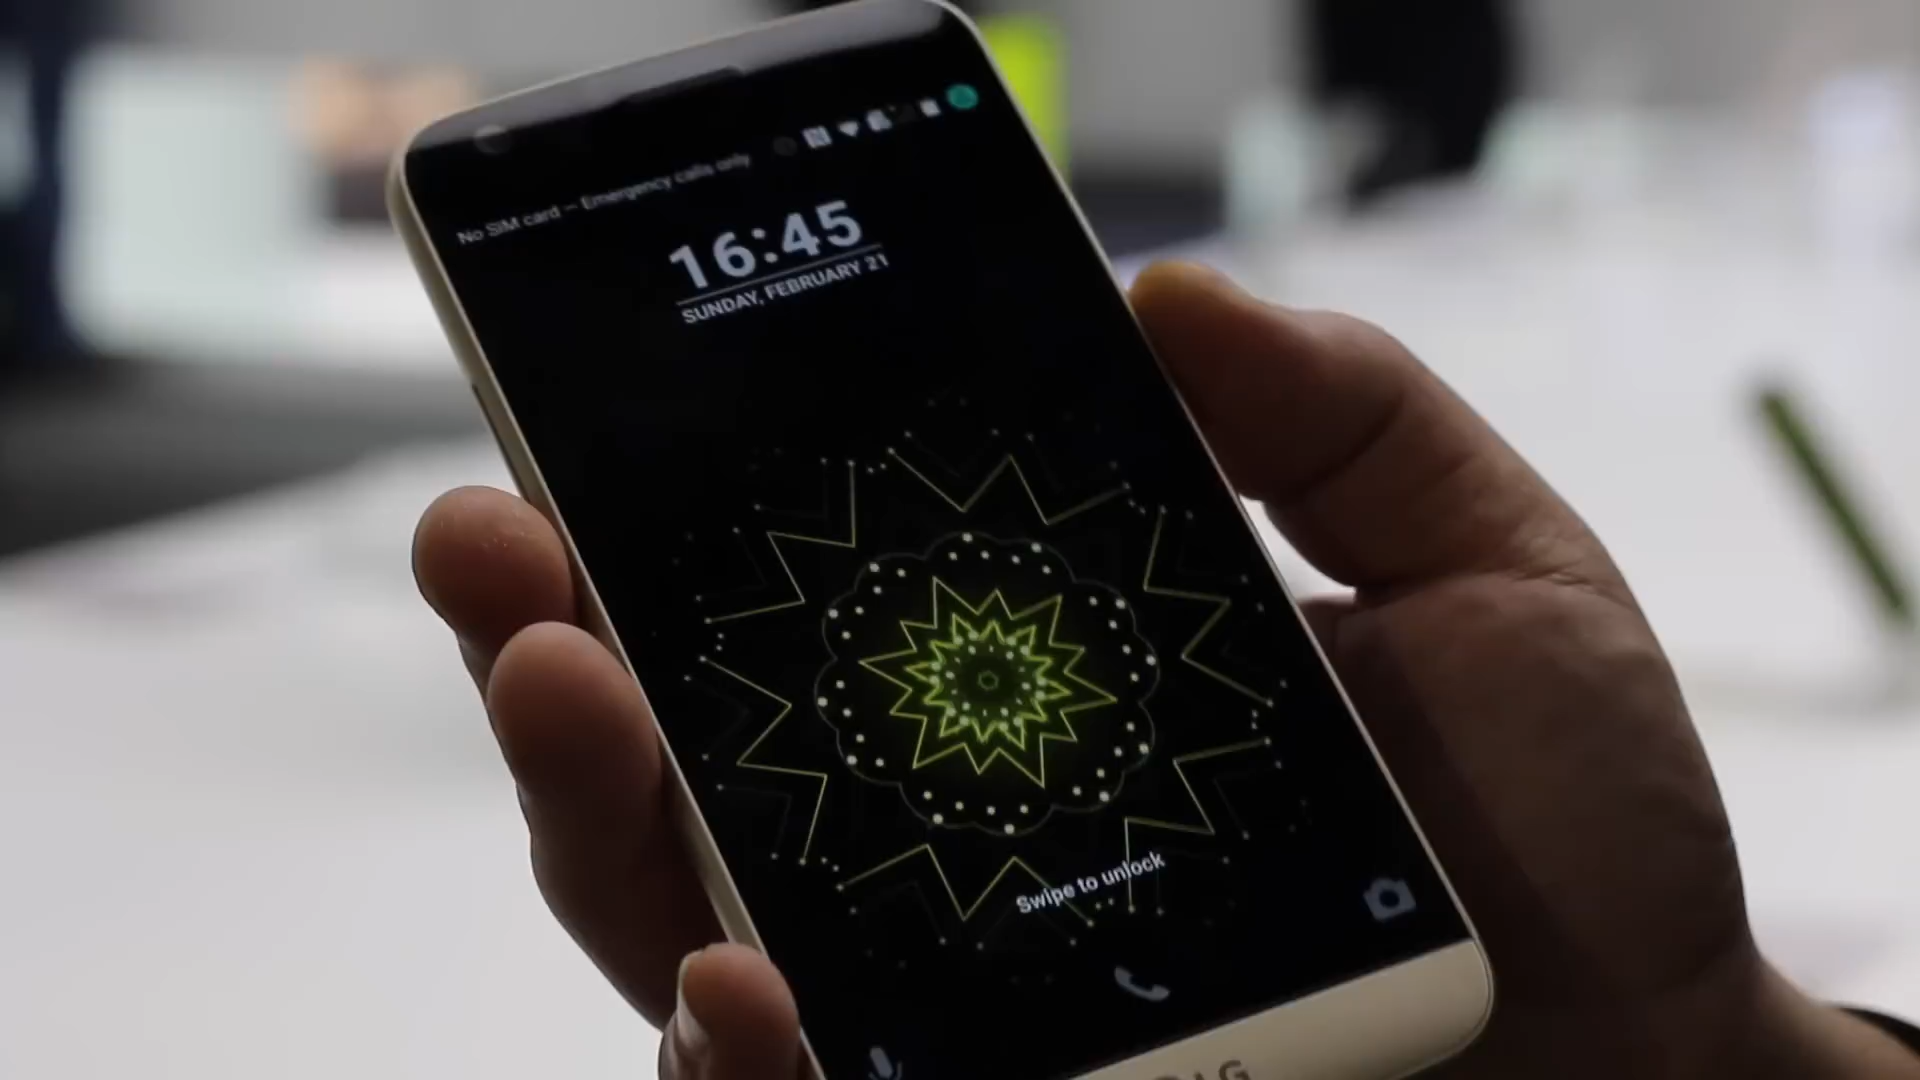 No SIM card – Emergency calls only
16:45
SUNDAY, FEBRUARY 21
Swipe to unlock
LG